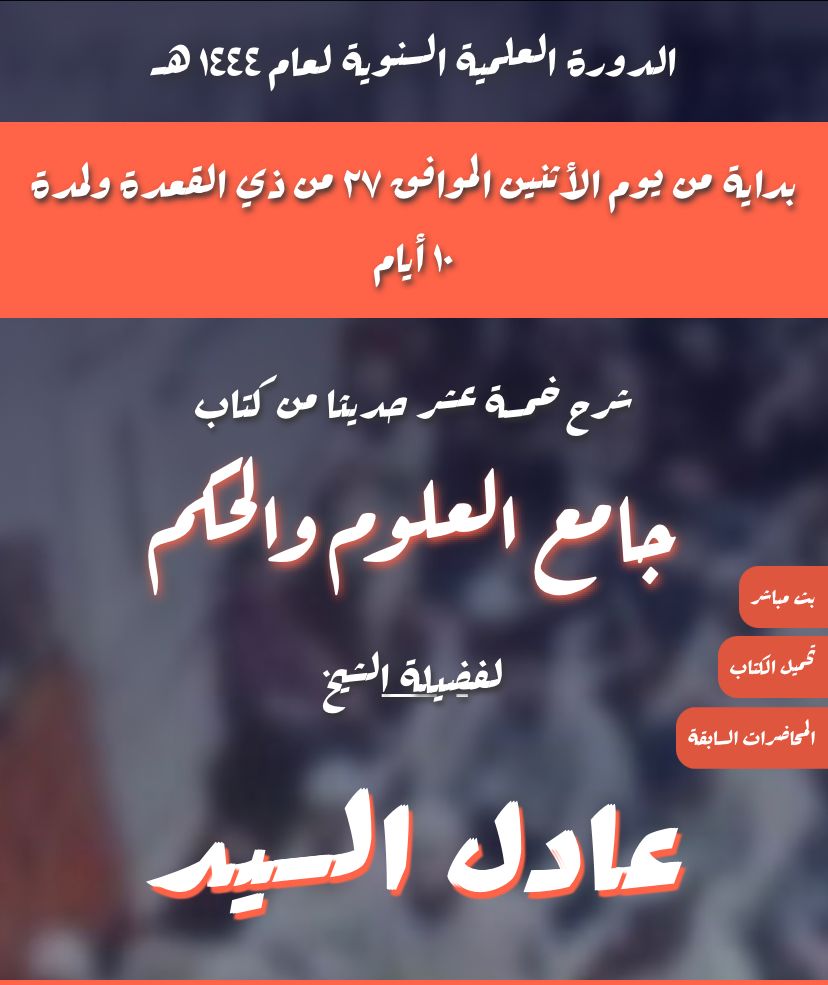 الدورة العلمية السنوية لعام ١٤٤٤ هـ
بداية من يوم الأثنين الموافق ٢٧ من ذي القعدة ولمدة
١٠ أيام
شرح خمسة عشر حديثا من كتاب
جامع العلوم والحكم
بث مباشر
لفضيلة الشيخ
تحميل الكتاب
المحاضرات السابقة
عادل السيد